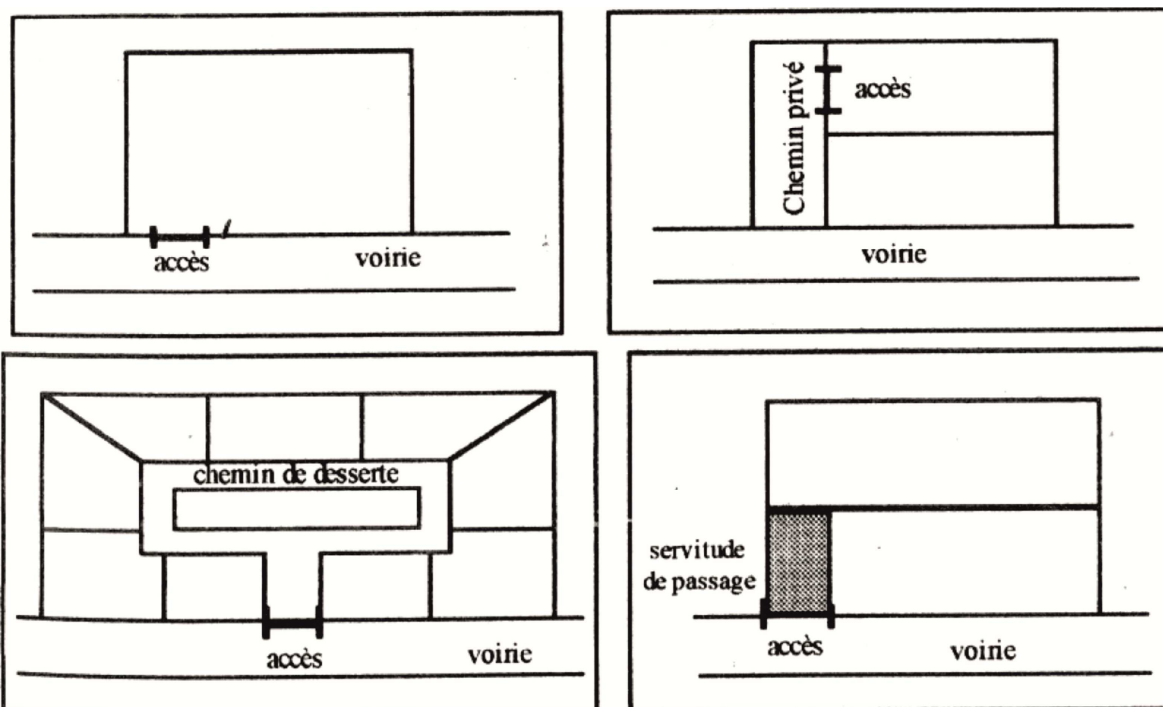 accès
voirie
Chemin privé
accès
voirie
chemin de desserte
accès
voirie
servitude
de passage
accès
voirie